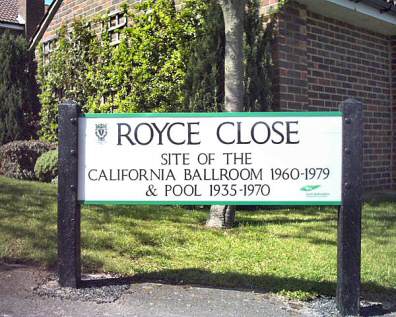 ROYCE CLOSE
SITE OF THE
CALIFORNIA BALLROOM 1960-1979
& POOL 1935-1970